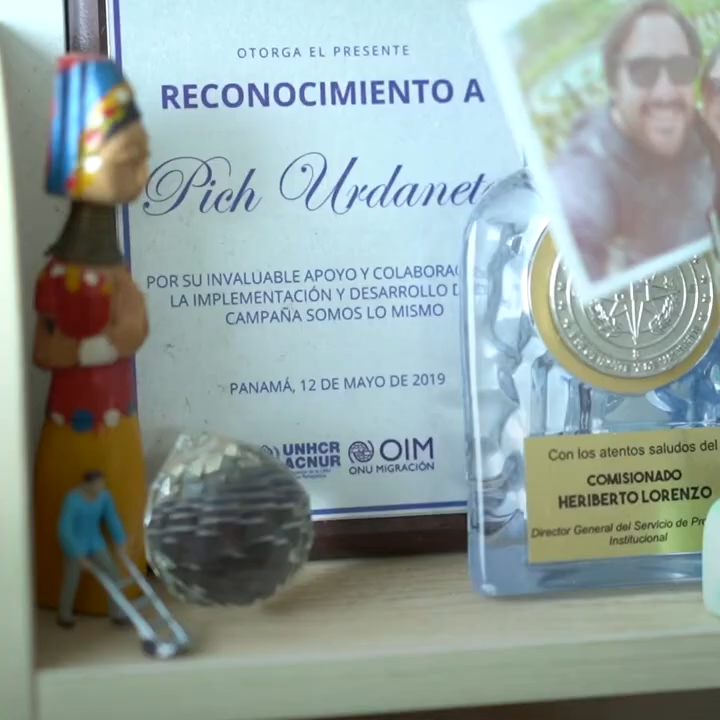 OTORGA EL PRESENTE
RECONOCIMIENTO A
Pich Urdanet
POR SU INVALUABLE APOYO Y COLABORAC
LA IMPLEMENTACIÓN Y DESARROLLO D
CAMPAÑA SOMOS LO MISMO
PANAMÁ, 12 DE MAYO DE 2019
UNHCR
ACNUR
OIM
ONU MIGRACIÓN
Con los atentos saludos del
COMISIONADO
HERIBERTO LORENZO
Director General del Servicio de Pro
Institucional